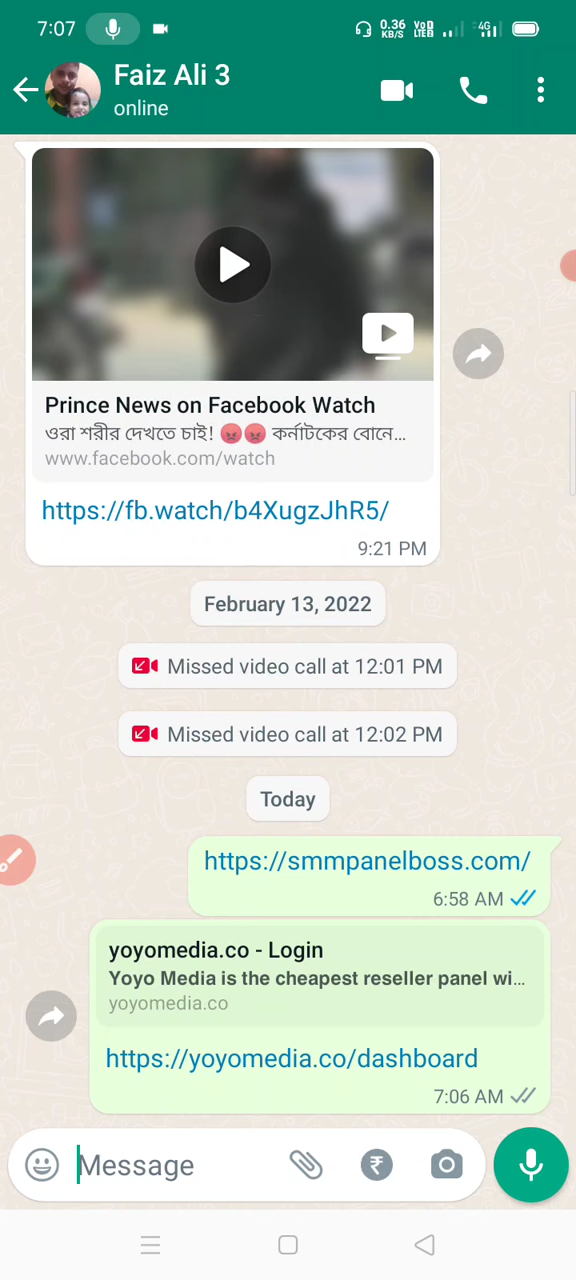 7:07
0.36 KB/S
VoD LTE2
4G
Faiz Ali 3
online
Prince News on Facebook Watch
ওরা শরীর দেখতে চাই! 😡😡 কর্নাটকের বোনে...
www.facebook.com/watch
https://fb.watch/b4XugzJhR5/
9:21 PM
February 13, 2022
Missed video call at 12:01 PM
Missed video call at 12:02 PM
Today
https://smmpanelboss.com/
6:58 AM
yoyomedia.co - Login
Yoyo Media is the cheapest reseller panel wi...
yoyomedia.co
https://yoyomedia.co/dashboard
7:06 AM
Message
₹